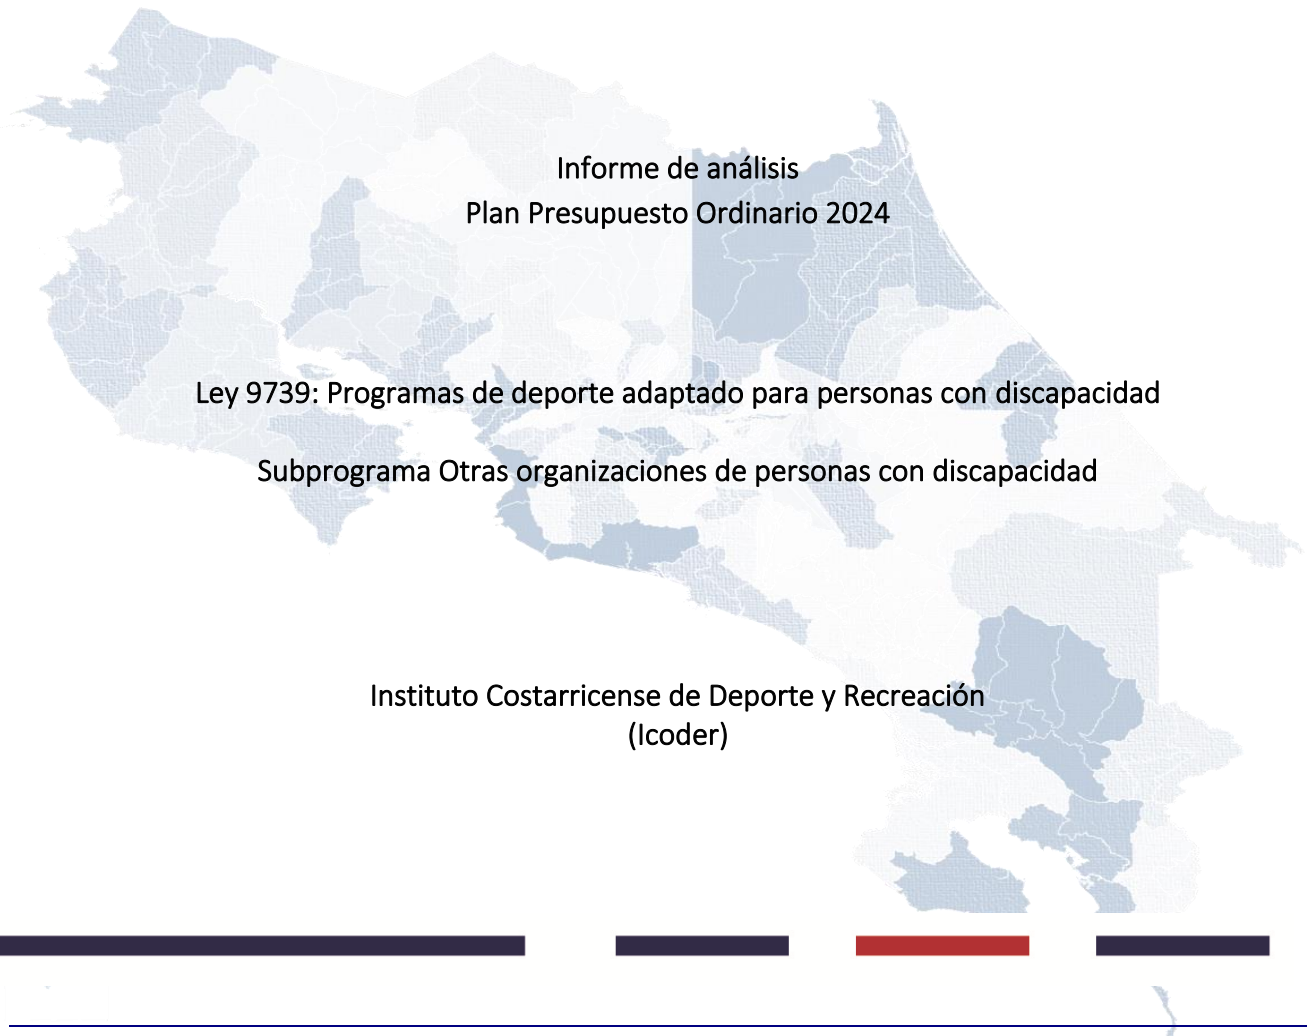 Informe de análisis
Plan Presupuesto Ordinario 2024
Ley 9739: Programas de deporte adaptado para personas con discapacidad
Subprograma Otras organizaciones de personas con discapacidad
Instituto Costarricense de Deporte y Recreación
(Icoder)